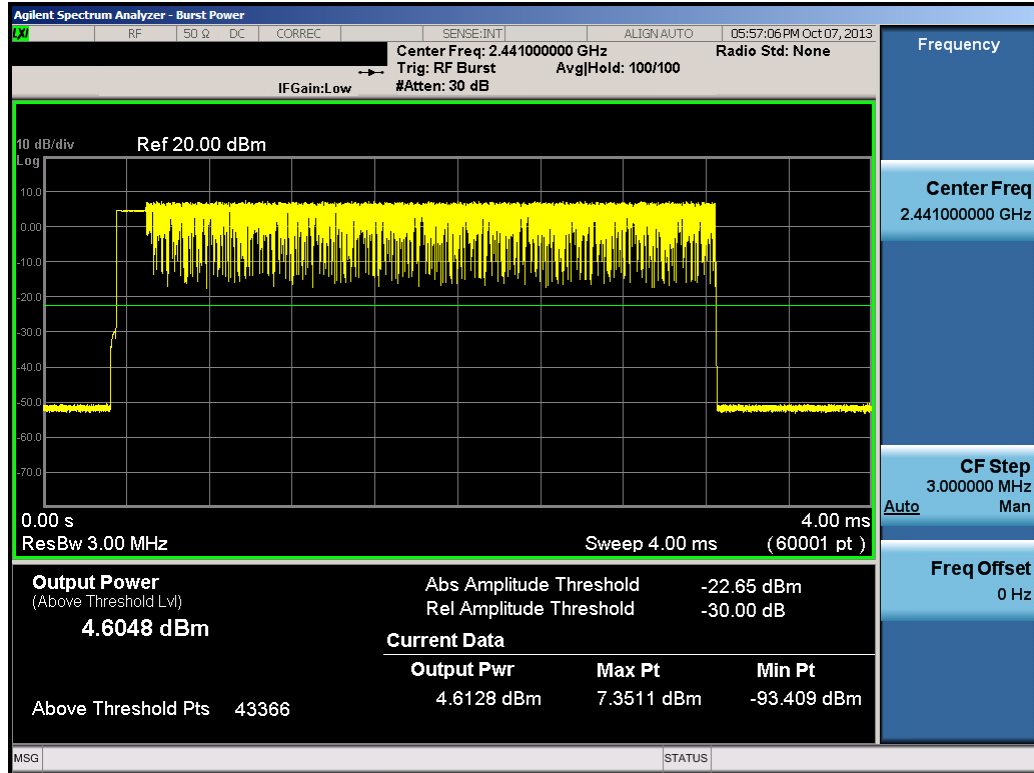 Agilent Spectrum Analyzer - Burst Power
LXI RF 50 Ω DC CORREC SENSE:INT ALIGN AUTO 05:57:06 PM Oct 07, 2013
Center Freq: 2.441000000 GHz Radio Std: None
Trig: RF Burst Avg|Hold: 100/100
IFGain:Low #Atten: 30 dB
Frequency
10 dB/div Ref 20.00 dBm
Log
10.0
0.00
-10.0
-20.0
-30.0
-40.0
-50.0
-60.0
-70.0
0.00 s 4.00 ms
ResBw 3.00 MHz Sweep 4.00 ms (60001 pt )
Center Freq
2.441000000 GHz
CF Step
3.000000 MHz
Auto Man
Freq Offset
0 Hz
Output Power
(Above Threshold Lvl)
4.6048 dBm
Above Threshold Pts 43366
Abs Amplitude Threshold -22.65 dBm
Rel Amplitude Threshold -30.00 dB
Current Data
Output Pwr Max Pt Min Pt
4.6128 dBm 7.3511 dBm -93.409 dBm
MSG STATUS